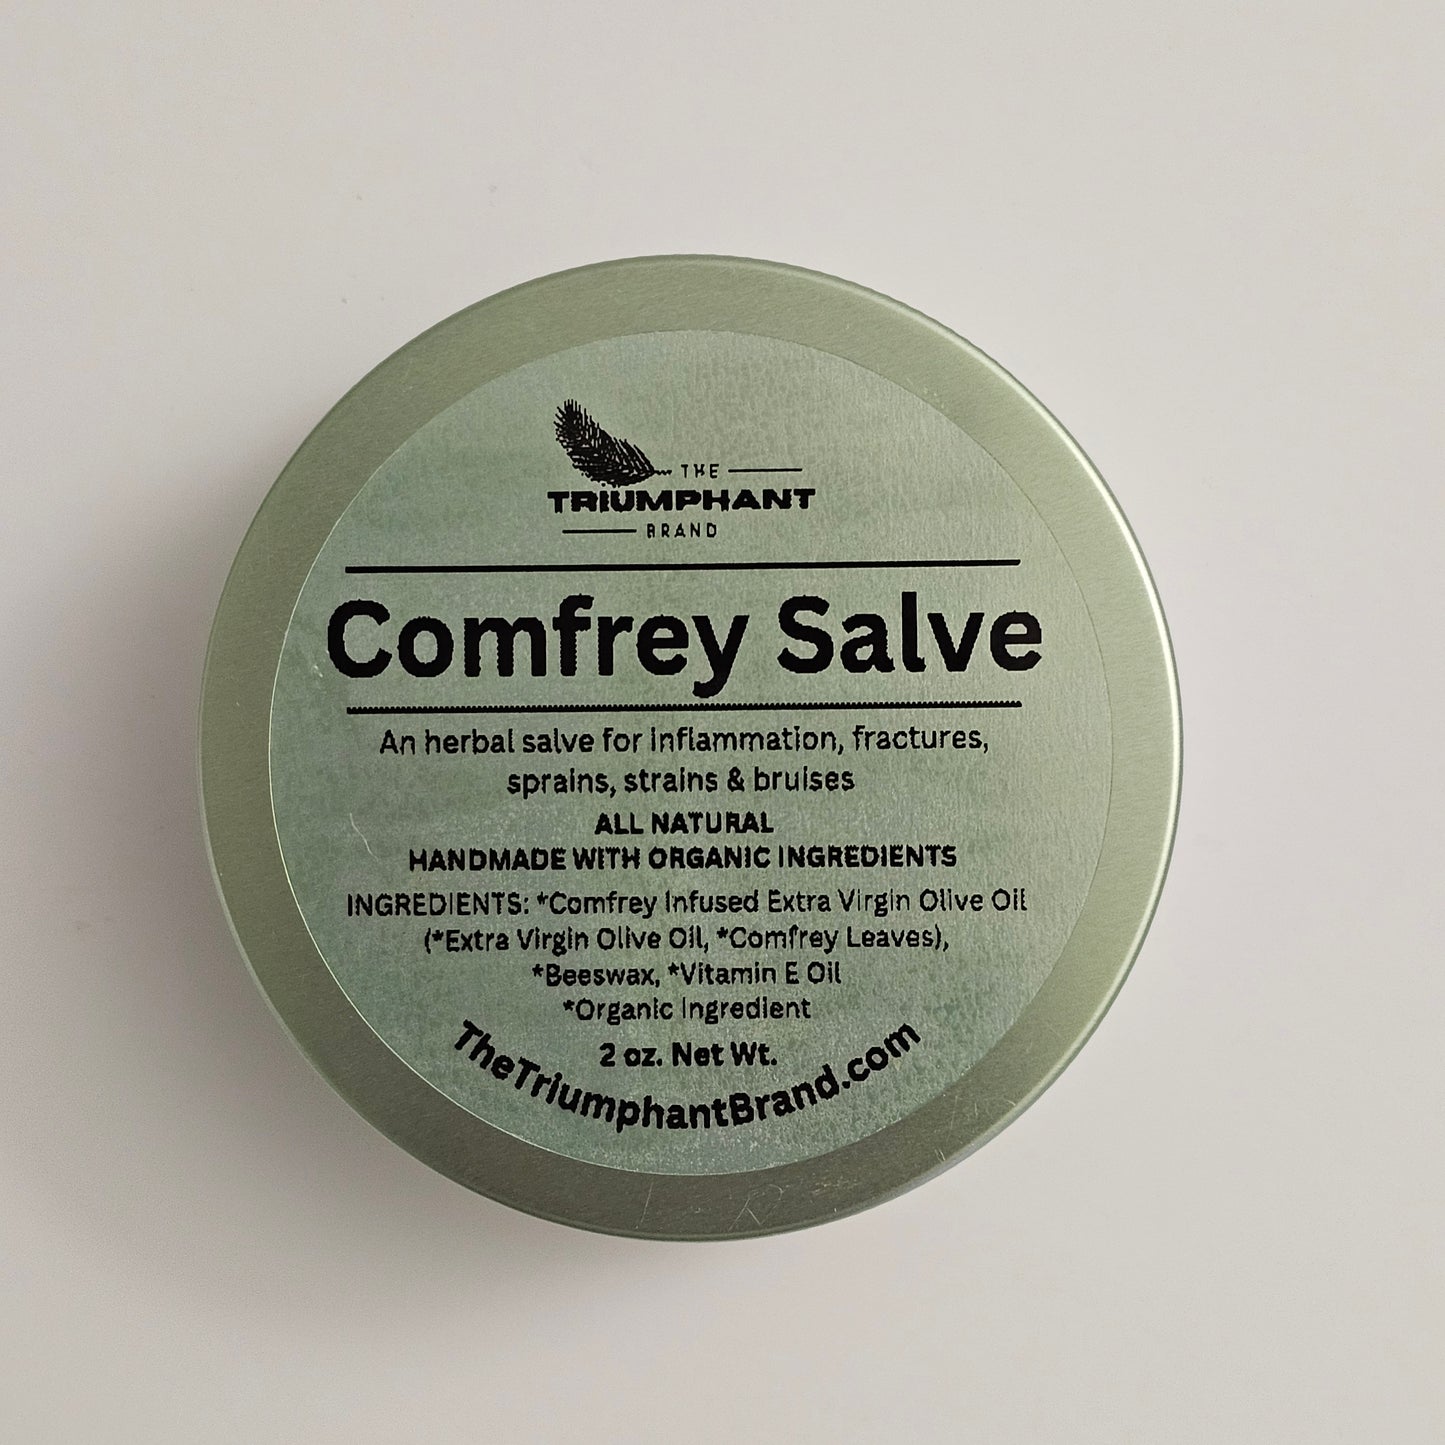 THE
TRIUMPHANT
BRAND
Comfrey Salve
An herbal salve for inflammation, fractures,
sprains, strains & bruises
ALL NATURAL
HANDMADE WITH ORGANIC INGREDIENTS
INGREDIENTS: *Comfrey Infused Extra Virgin Olive Oil
(*Extra Virgin Olive Oil, *Comfrey Leaves),
*Beeswax, *Vitamin E Oil
*Organic Ingredient
2 oz. Net Wt.
TheTriumphantBrand.com